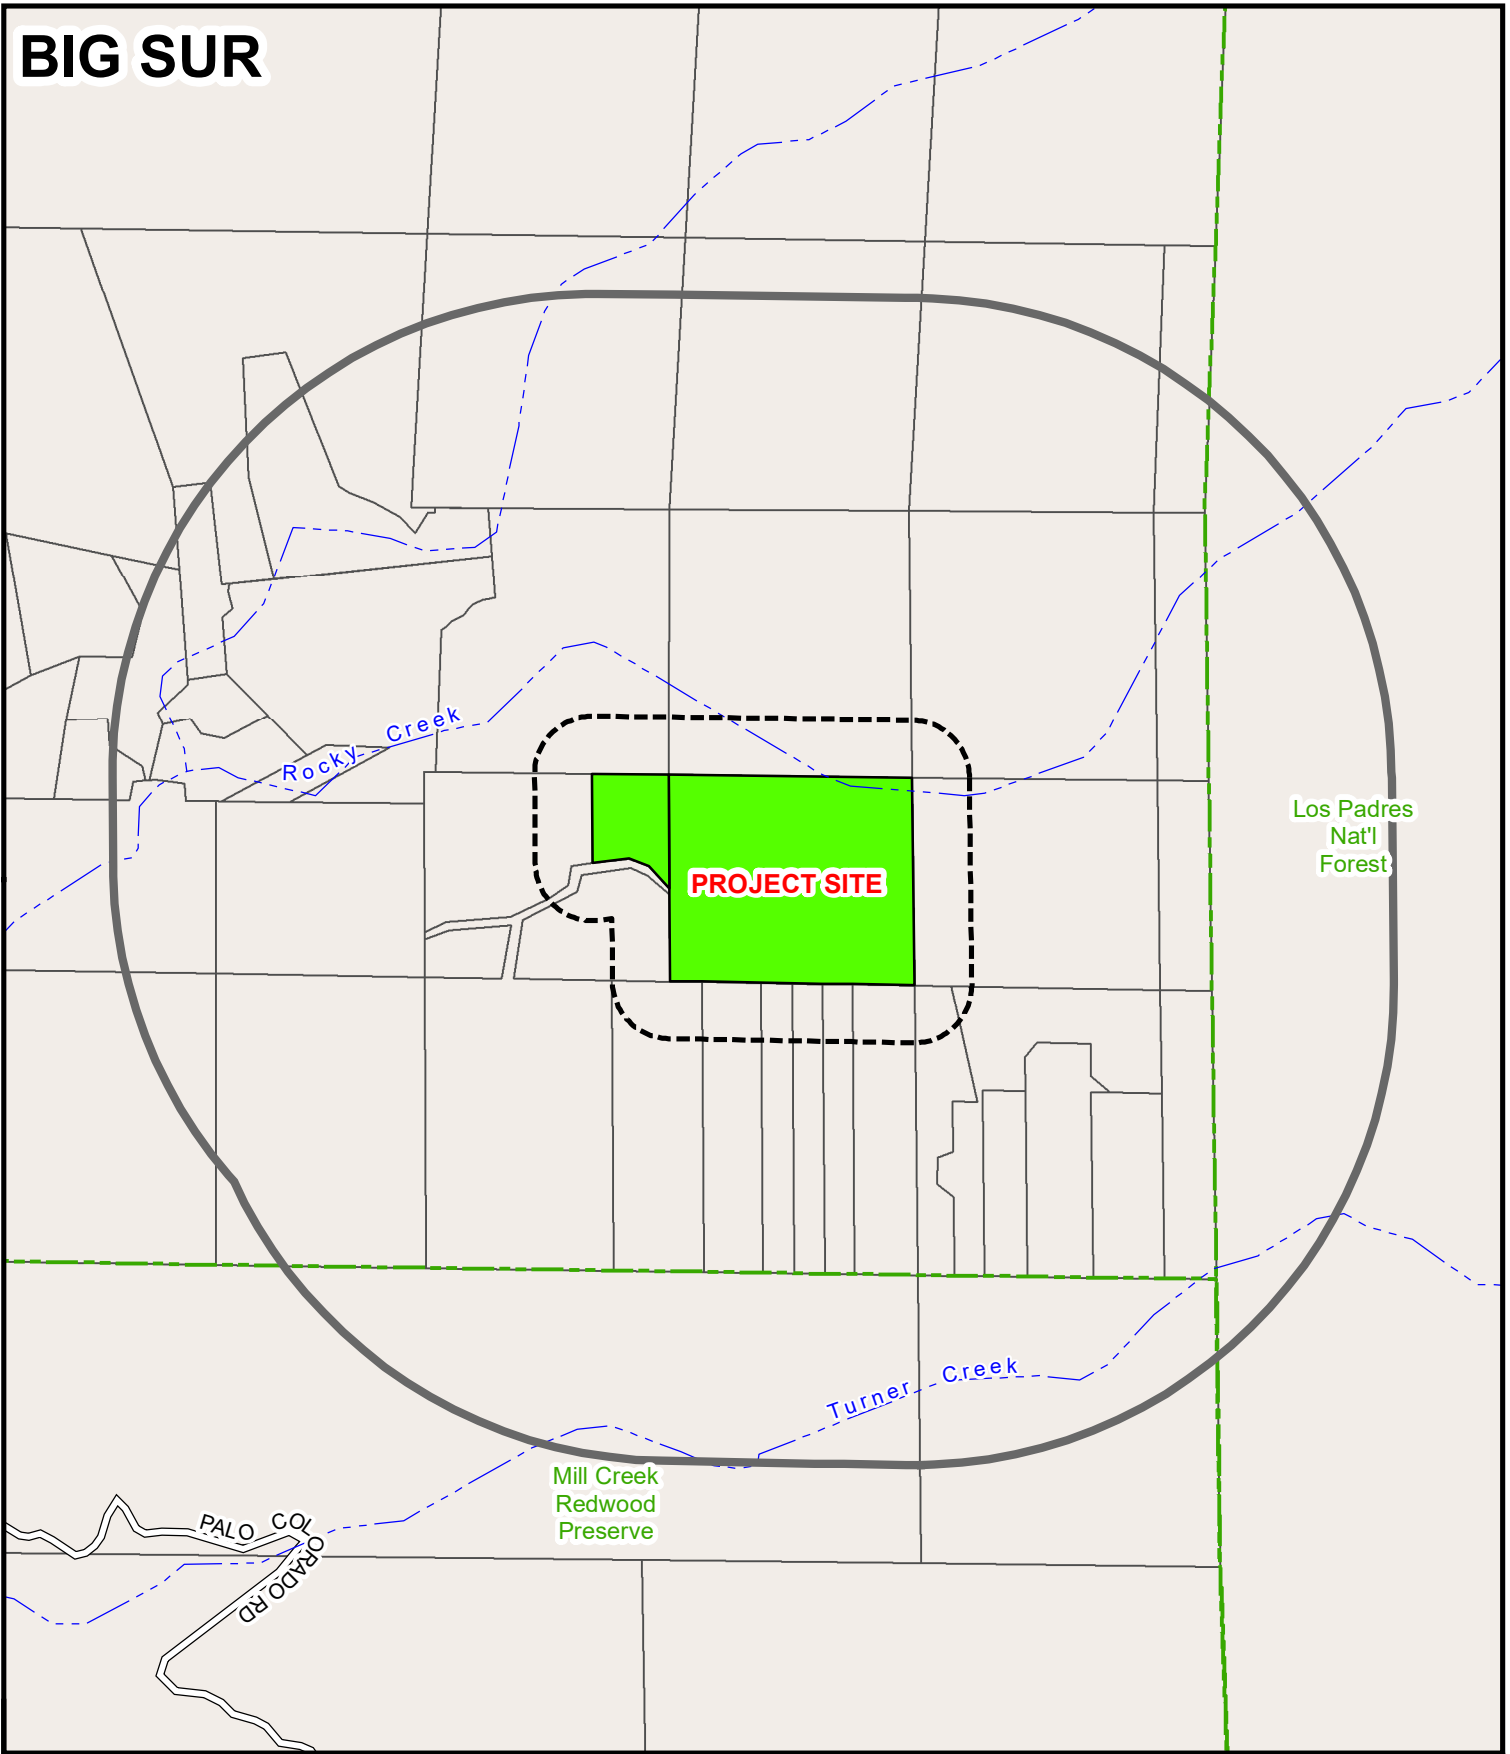 BIG SUR
Rocky Creek
Los Padres
Nat'l
Forest
PROJECT SITE
Turner Creek
Mill Creek
Redwood
Preserve
PALO COLORADO RD